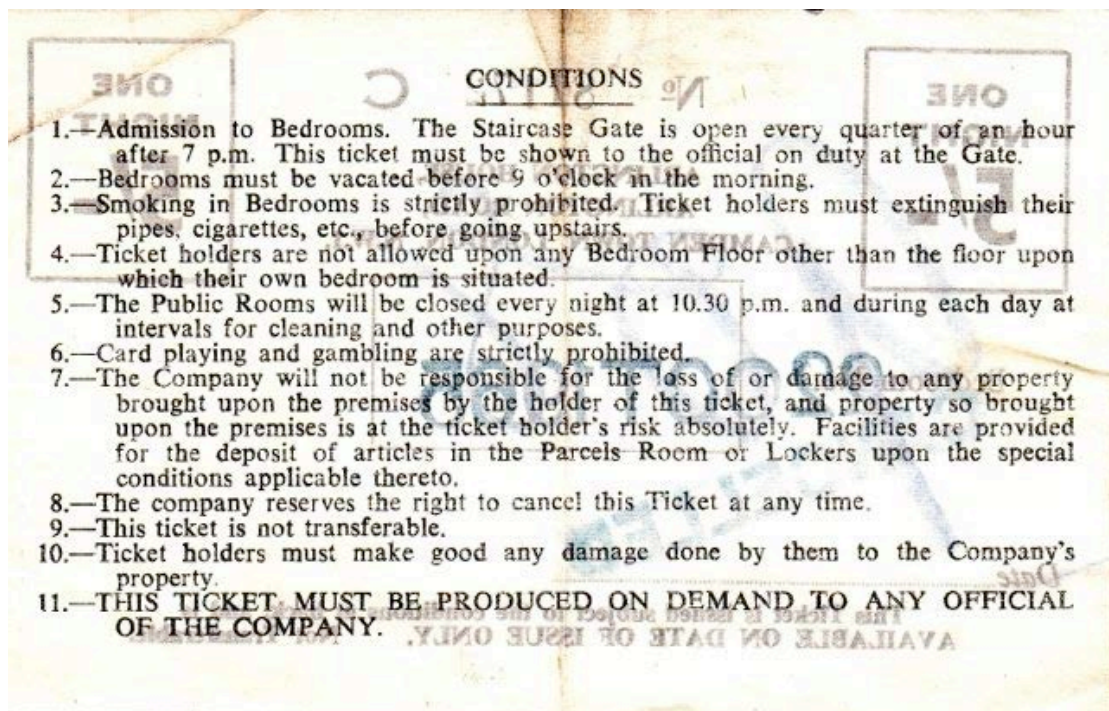 CONDITIONS
1.—Admission to Bedrooms. The Staircase Gate is open every quarter of an hour
after 7 p.m. This ticket must be shown to the official on duty at the Gate.
2.—Bedrooms must be vacated before 9 o'clock in the morning.
3.—Smoking in Bedrooms is strictly prohibited. Ticket holders must extinguish their
pipes, cigarettes, etc., before going upstairs.
4.—Ticket holders are not allowed upon any Bedroom Floor other than the floor upon
which their own bedroom is situated.
5.—The Public Rooms will be closed every night at 10.30 p.m. and during each day at
intervals for cleaning and other purposes.
6.—Card playing and gambling are strictly prohibited.
7.—The Company will not be responsible for the loss of or damage to any property
brought upon the premises by the holder of this ticket, and property so brought
upon the premises is at the ticket holder's risk absolutely. Facilities are provided
for the deposit of articles in the Parcels Room or Lockers upon the special
conditions applicable thereto.
8.—The company reserves the right to cancel this Ticket at any time.
9.—This ticket is not transferable.
10.—Ticket holders must make good any damage done by them to the Company's
property.
11.—THIS TICKET MUST BE PRODUCED ON DEMAND TO ANY OFFICIAL
OF THE COMPANY.